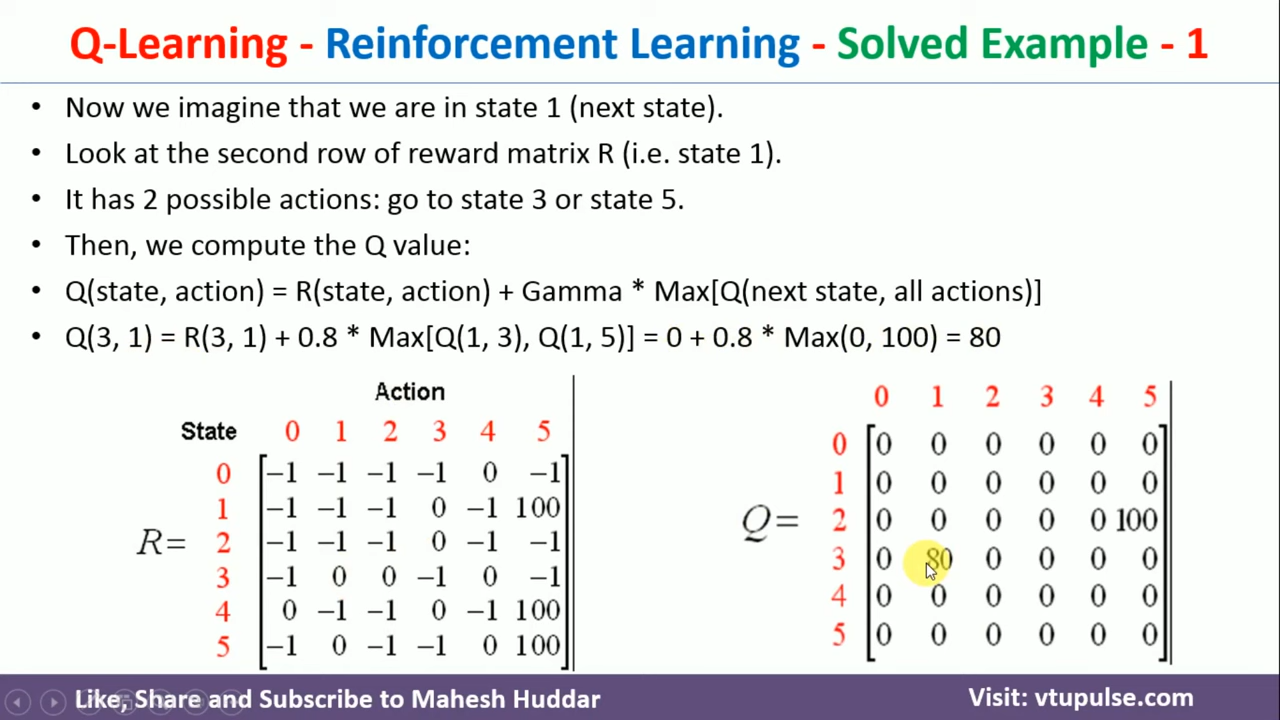 Q-Learning - Reinforcement Learning - Solved Example - 1
• Now we imagine that we are in state 1 (next state).
• Look at the second row of reward matrix R (i.e. state 1).
• It has 2 possible actions: go to state 3 or state 5.
• Then, we compute the Q value:
• Q(state, action) = R(state, action) + Gamma * Max[Q(next state, all actions)]
• Q(3, 1) = R(3, 1) + 0.8 * Max[Q(1, 3), Q(1, 5)] = 0 + 0.8 * Max(0, 100) = 80
Action
State 0 1 2 3 4 5
0 −1 −1 −1 −1 0 −1
1 −1 −1 −1 0 −1 100
R= 2 −1 −1 −1 0 −1 −1
3 −1 0 0 −1 0 −1
4 0 −1 −1 0 −1 100
5 −1 0 −1 −1 0 100
0 1 2 3 4 5
0 0 0 0 0 0 0
1 0 0 0 0 0 0
Q= 2 0 0 0 0 0 100
3 0 80 0 0 0 0
4 0 0 0 0 0 0
5 0 0 0 0 0 0
Like, Share and Subscribe to Mahesh Huddar
Visit: vtupulse.com